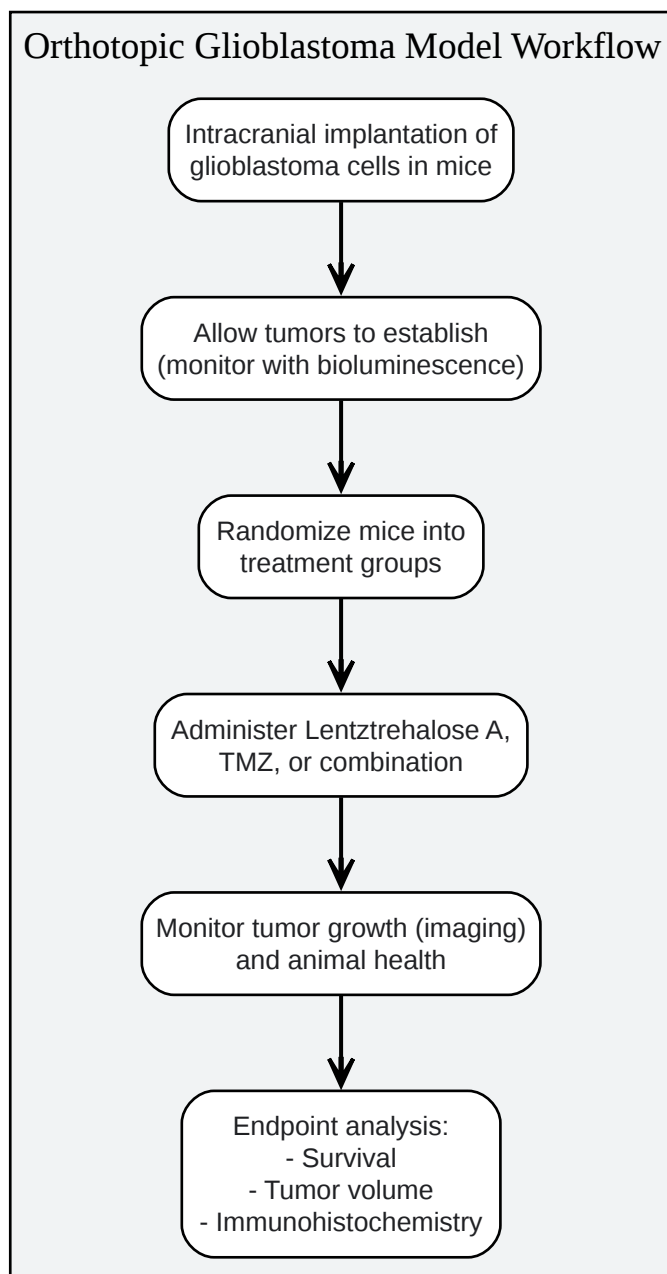 Orthotopic Glioblastoma Model Workflow
Intracranial implantation of
glioblastoma cells in mice
Allow tumors to establish
(monitor with bioluminescence)
Randomize mice into
treatment groups
Administer Lentztrehalose A,
TMZ, or combination
Monitor tumor growth (imaging)
and animal health
Endpoint analysis:
- Survival
- Tumor volume
- Immunohistochemistry